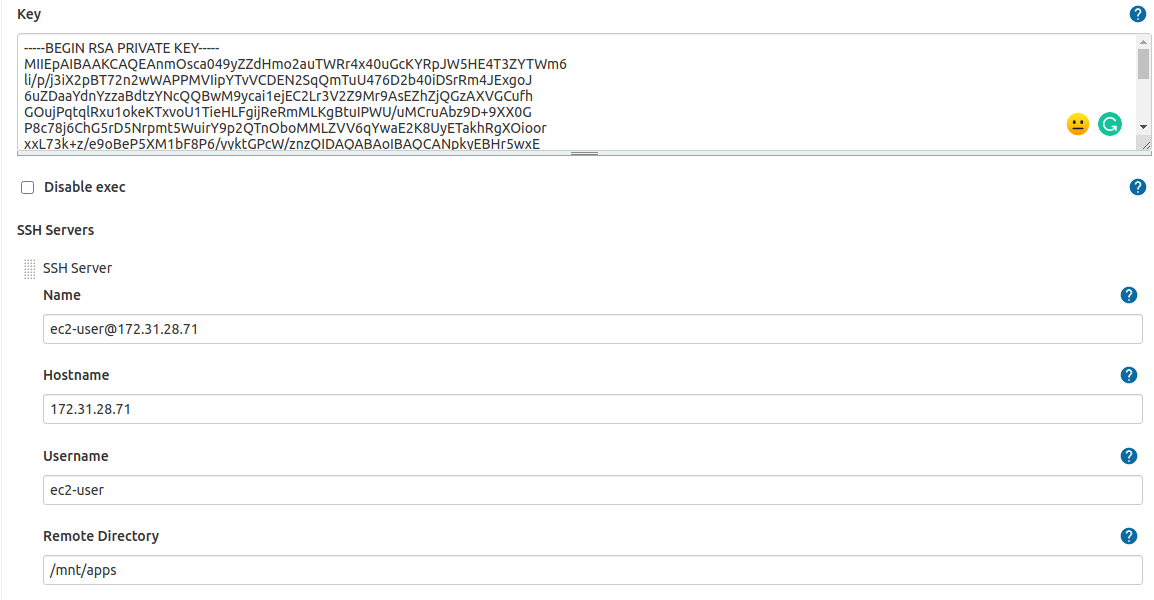 Key
-----BEGIN RSA PRIVATE KEY-----
MIIEpAIBAAKCAQEAnmOsca049yZZdHmo2auTWRr4x40uGcKYRpJW5HE4T3ZYTWm6
li/p/j3iX2pBT72n2wWAPPMVIipYTvVCDEN2SqQmTuU476D2b40iDSrRm4JExgoJ
6uZDaaYdnYzzaBdtzYNcQQBwM9ycai1ejEC2Lr3V2Z9Mr9AsEZhZjQGzAXVGCufh
GOujPqtqlRxu1okeKTxvoU1TieHLFgijReRmMLKgBtuIPWU/uMCruAbz9D+9XX0G
P8c78j6ChG5rD5Nrpmt5WuirY9p2QTnOboMMLZVV6qYwaE2K8UyETakhRgXOioor
xxL73k+z/e9oBeP5XM1bF8P6/yyktGPcW/znzQIDAQABAoIBAQCANpkyEBHr5wxE
Disable exec
SSH Servers
SSH Server
Name
ec2-user@172.31.28.71
Hostname
172.31.28.71
Username
ec2-user
Remote Directory
/mnt/apps